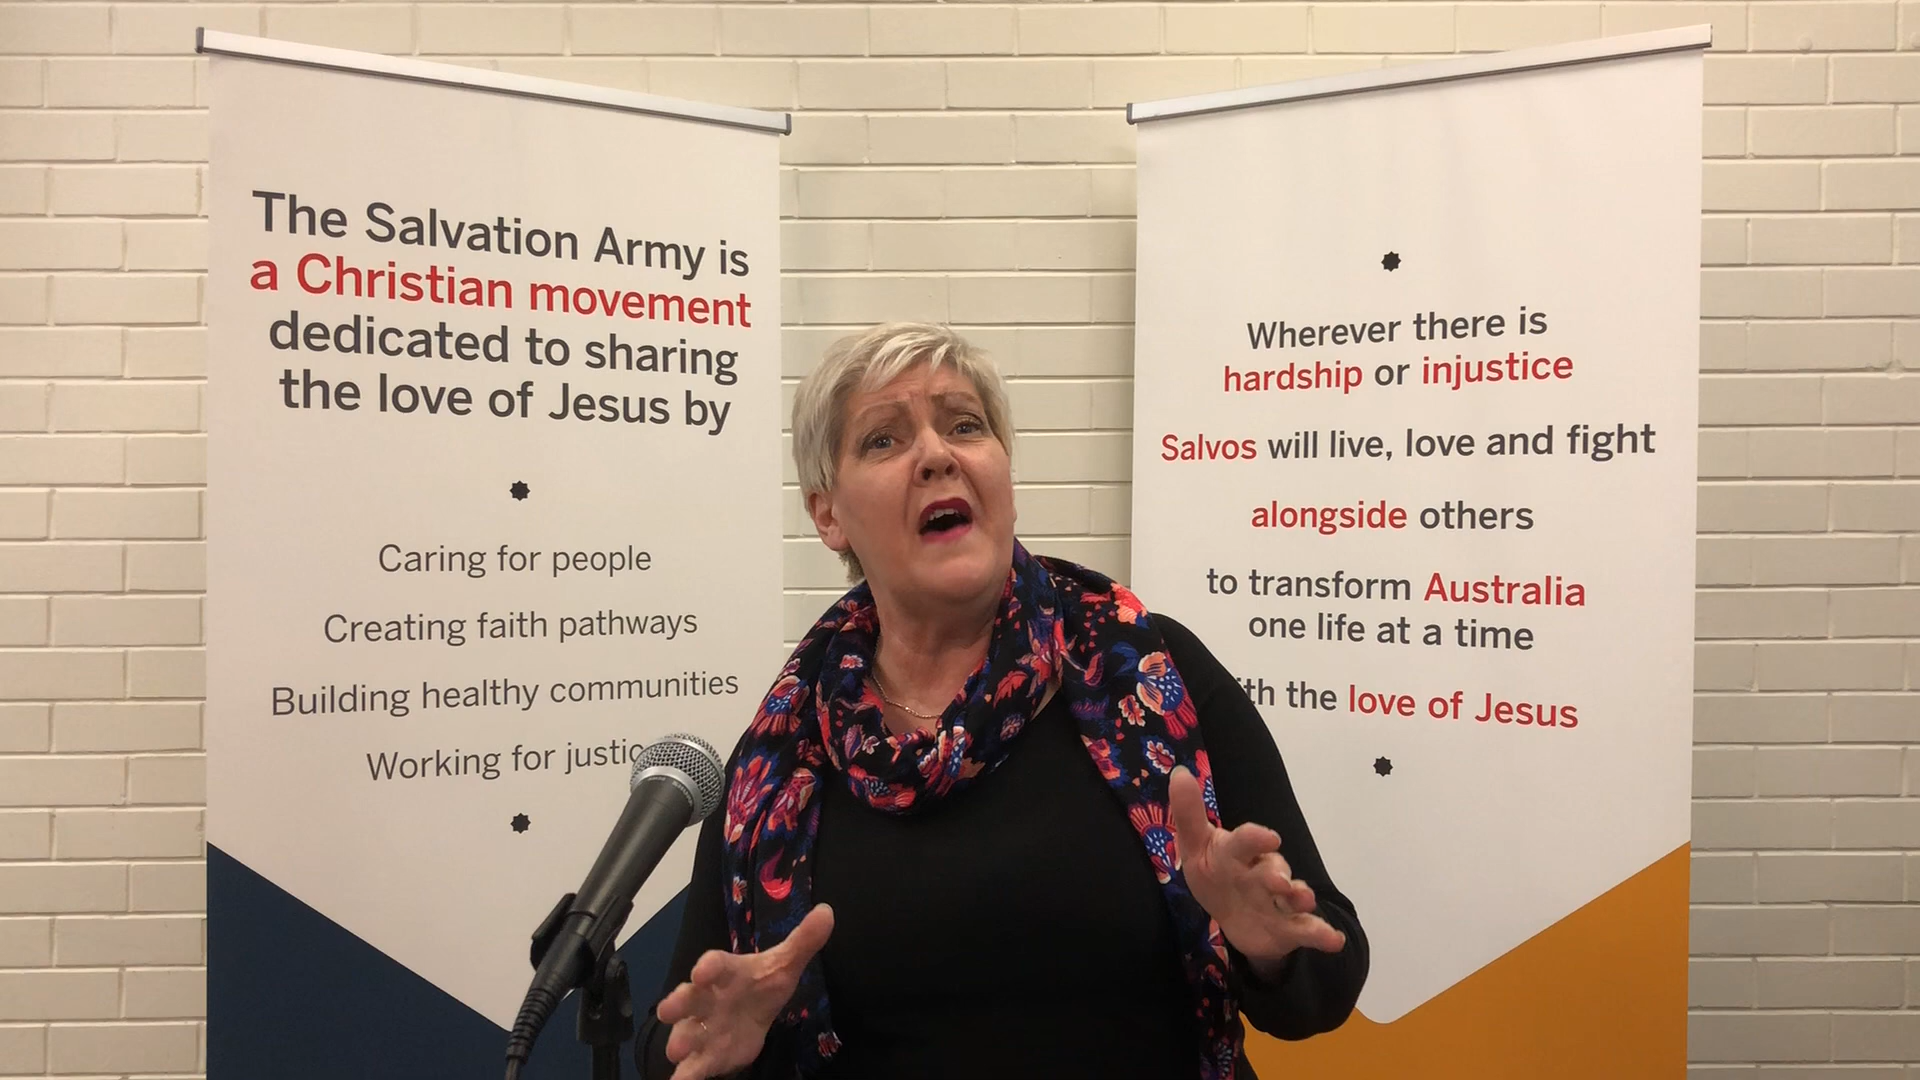 The Salvation Army is
a Christian movement
dedicated to sharing
the love of Jesus by
Caring for people
Creating faith pathways
Building healthy communities
Working for
Wherever there is
hardship or injustice
Salvos will live, love and fight
alongside others
to transform Australia
one life at a time
the love of Jesus